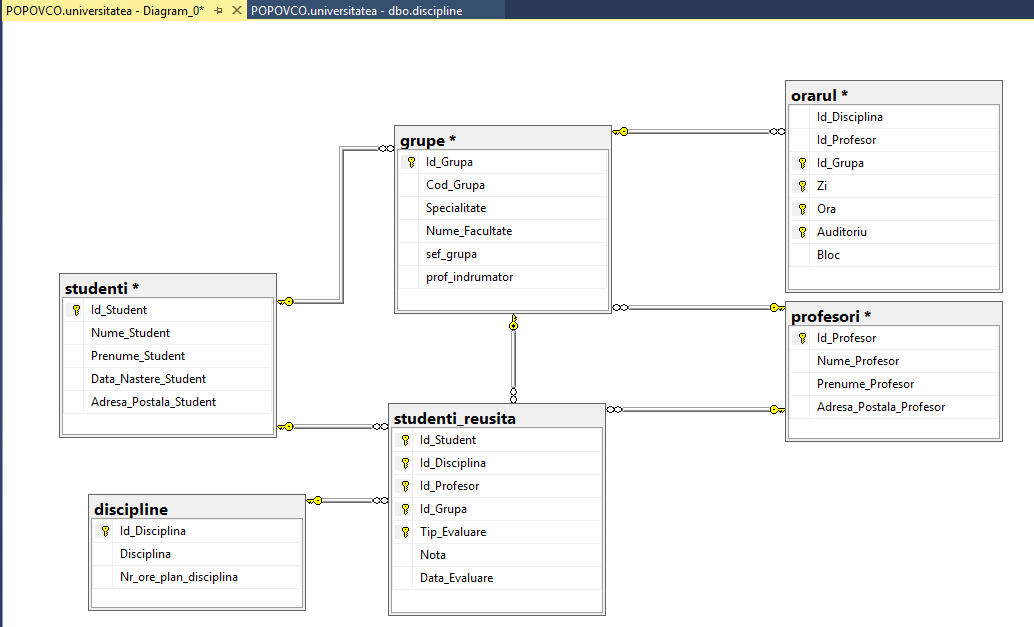 POPOVCO.universitatea - Diagram_0*
POPOVCO.universitatea - dbo.discipline
orarul *
Id_Disciplina
Id_Profesor
Id_Grupa
Zi
Ora
Auditoriu
Bloc
grupe *
Id_Grupa
Cod_Grupa
Specialitate
Nume_Facultate
sef_grupa
prof_indrumator
studenti *
Id_Student
Nume_Student
Prenume_Student
Data_Nastere_Student
Adresa_Postala_Student
profesori *
Id_Profesor
Nume_Profesor
Prenume_Profesor
Adresa_Postala_Profesor
studenti_reusita
Id_Student
Id_Disciplina
Id_Profesor
Id_Grupa
Tip_Evaluare
Nota
Data_Evaluare
discipline
Id_Disciplina
Disciplina
Nr_ore_plan_disciplina